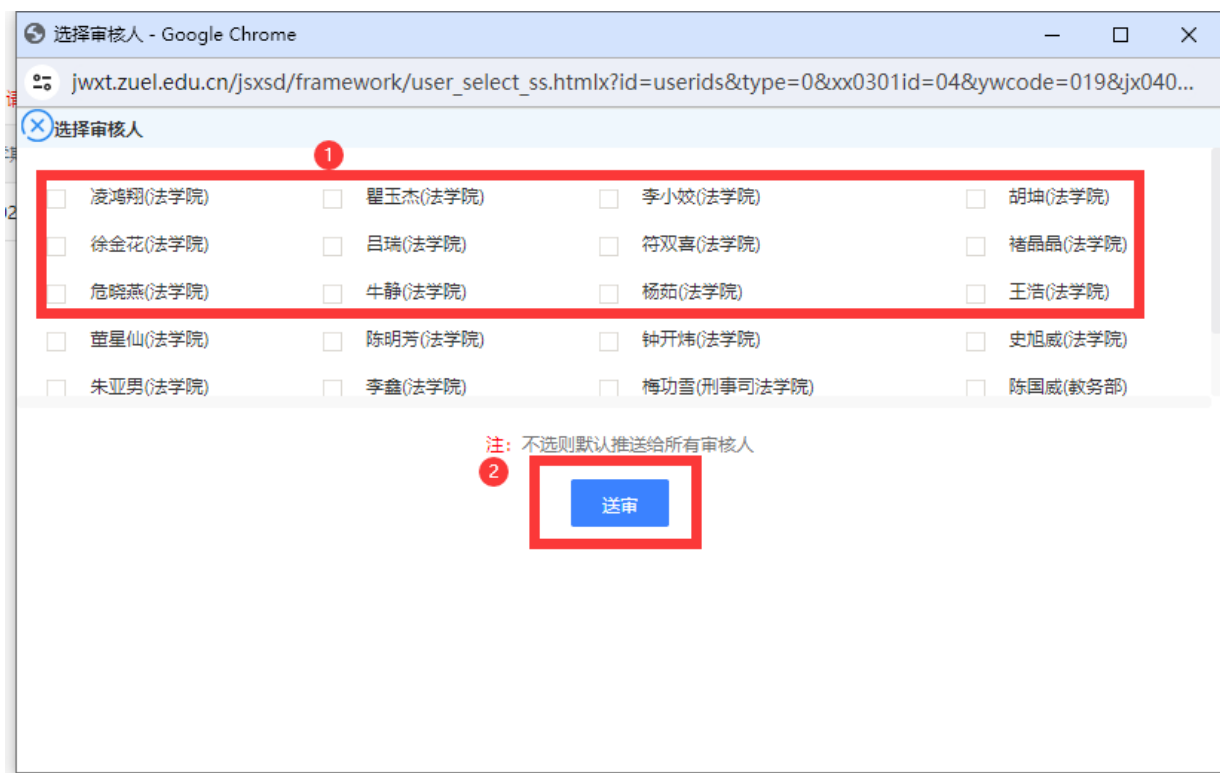 选择审核人 - Google Chrome
jwxt.zuel.edu.cn/jsxsd/framework/user_select_ss.htmlx?id=userids&type=0&xx0301id=04&ywcode=019&jx040...
选择审核人
1
凌鸿翔(法学院) 瞿玉杰(法学院) 李小姣(法学院) 胡坤(法学院)
徐金花(法学院) 吕瑞(法学院) 符双喜(法学院) 褚晶晶(法学院)
危晓燕(法学院) 牛静(法学院) 杨茹(法学院) 王浩(法学院)
董星仙(法学院) 陈明芳(法学院) 钟开炜(法学院) 史旭威(法学院)
朱亚男(法学院) 李鑫(法学院) 梅功雪(刑事司法学院) 陈国威(教务部)
注：不选则默认推送给所有审核人
2
送审